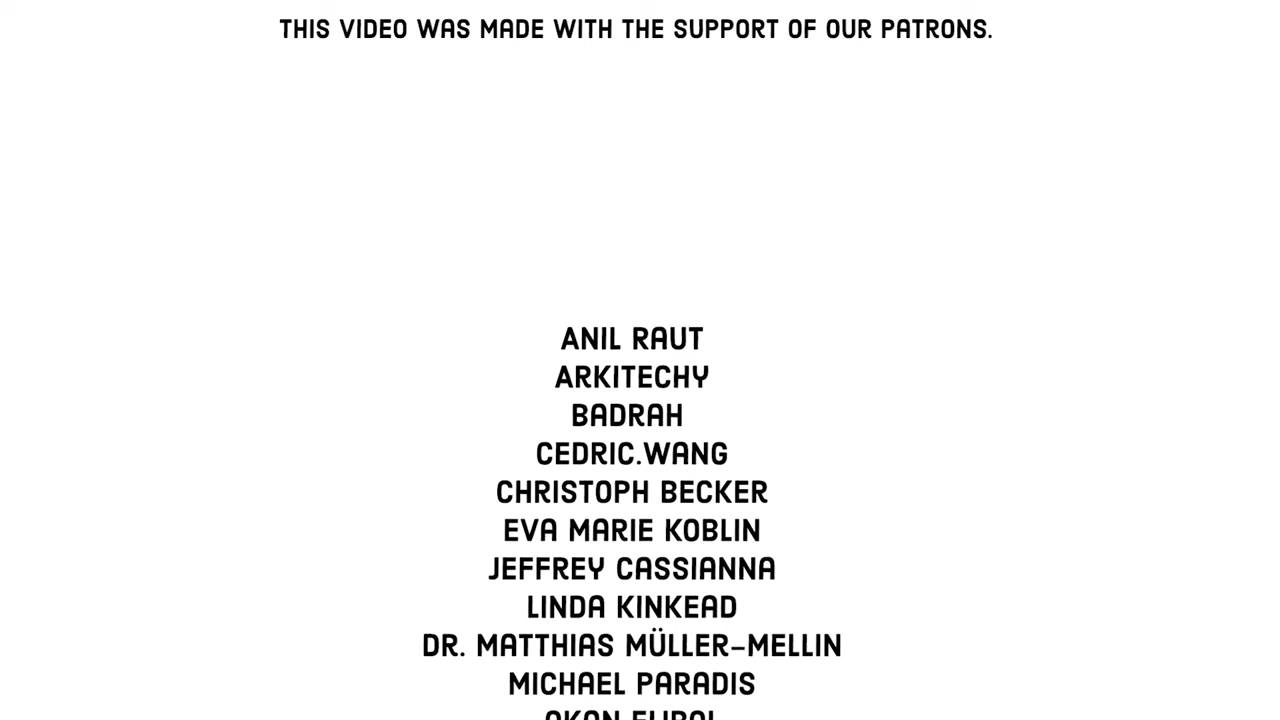 THIS VIDEO WAS MADE WITH THE SUPPORT OF OUR PATRONS.
ANIL RAUT
ARKITECHY
BADRAH
CEDRIC.WANG
CHRISTOPH BECKER
EVA MARIE KOBLIN
JEFFREY CASSIANNA
LINDA KINKEAD
DR. MATTHIAS MÜLLER-MELLIN
MICHAEL PARADIS